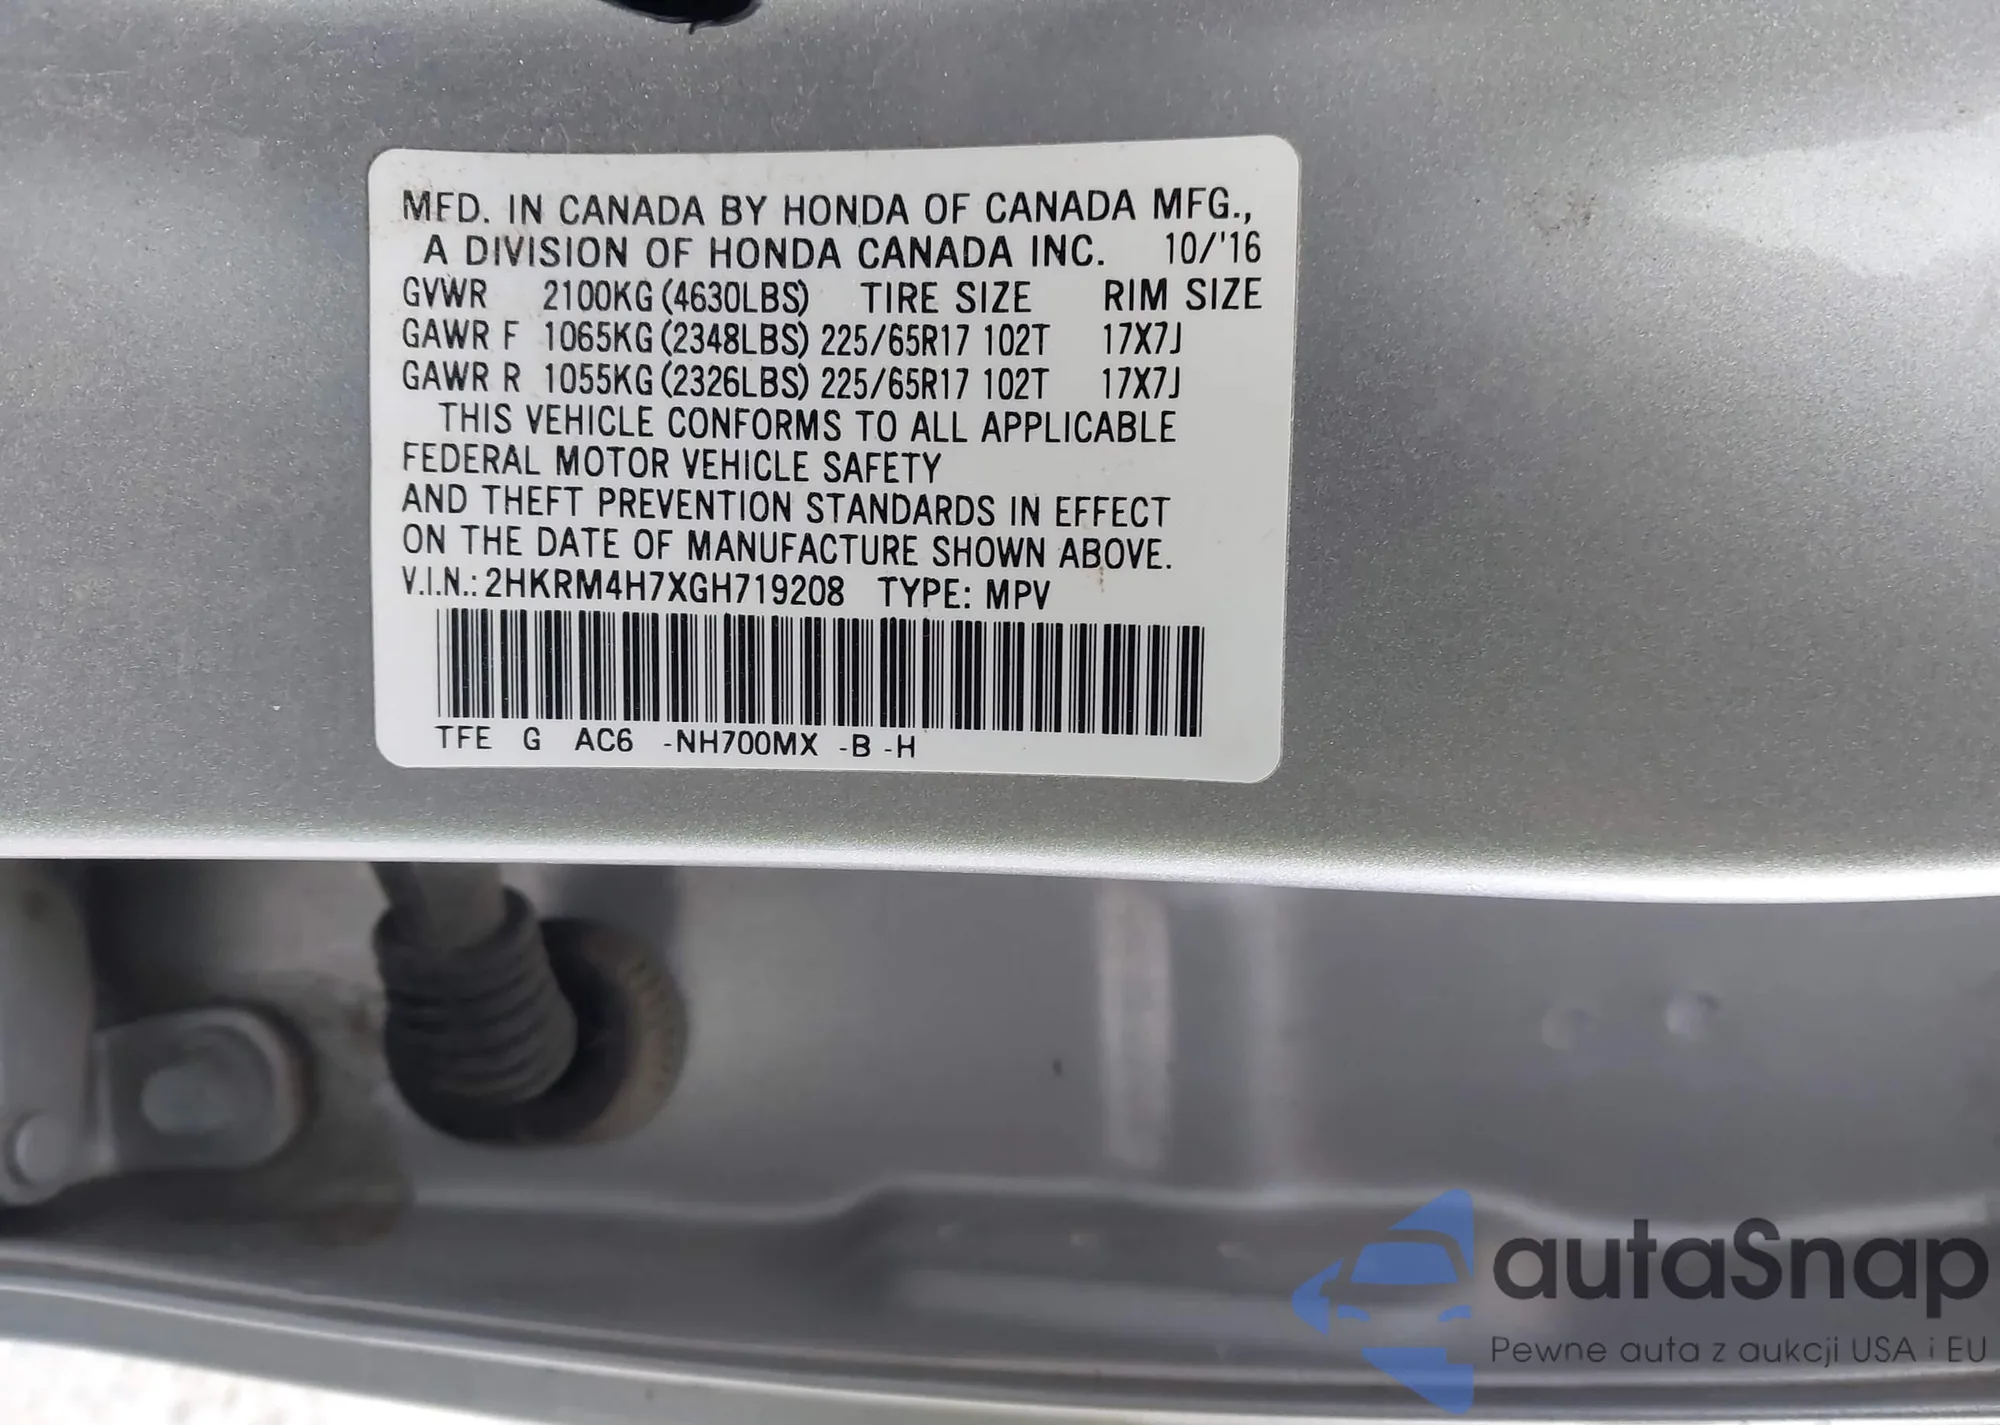 MFD. IN CANADA BY HONDA OF CANADA MFG.,
A DIVISION OF HONDA CANADA INC. 10/'16
GVWR 2100KG (4630LBS) TIRE SIZE RIM SIZE
GAWR F 1065KG (2348LBS) 225/65R17 102T 17X7J
GAWR R 1055KG (2326LBS) 225/65R17 102T 17X7J
THIS VEHICLE CONFORMS TO ALL APPLICABLE
FEDERAL MOTOR VEHICLE SAFETY
AND THEFT PREVENTION STANDARDS IN EFFECT
ON THE DATE OF MANUFACTURE SHOWN ABOVE.
V.I.N.: 2HKRM4H7XGH719208 TYPE: MPV
TFE G AC6 -NH700MX -B -H
autaSnap
Pewne auta z aukcji USA i EU